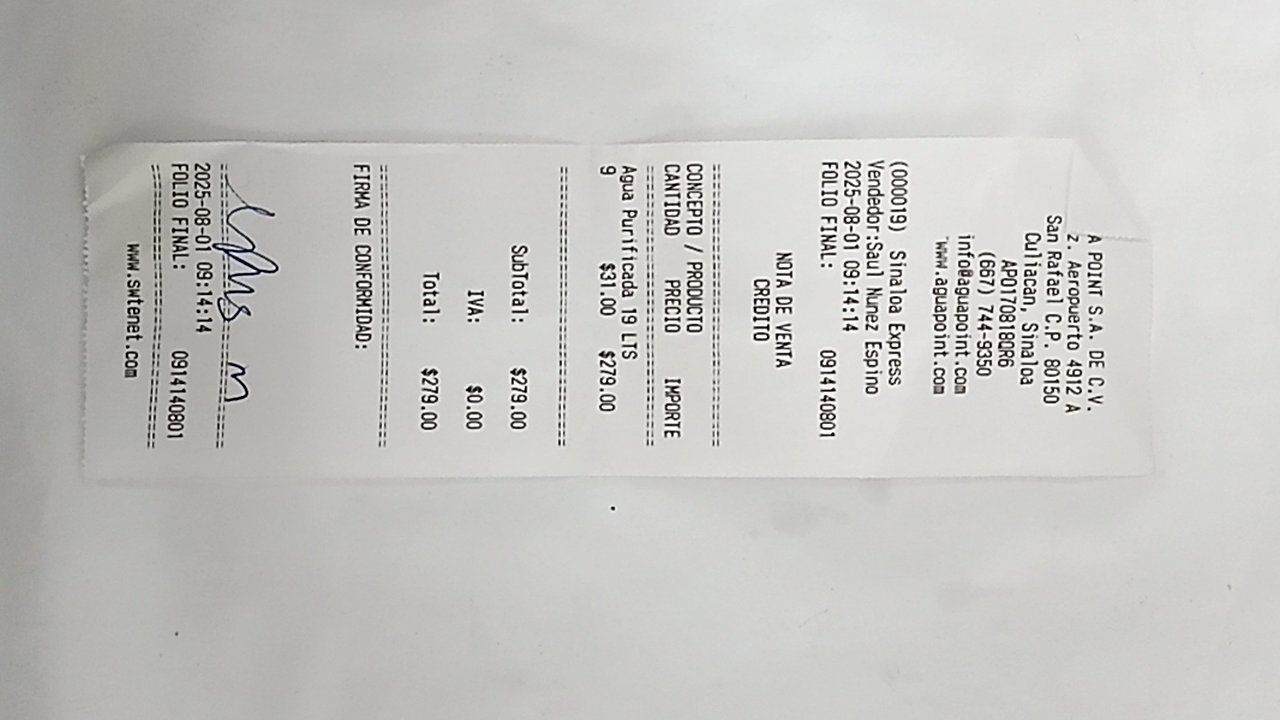 A POINT S.A. DE C.V.
Z. Aeropuerto 4912 A
San Rafael C.P. 80150
Culiacan, Sinaloa
APO170818QR6
(667) 744-9350
info@aguapoint.com
www.aguapoint.com
(000019) Sinaloa Express
Vendedor:Saul Nunez Espino
2025-08-01 09:14:14
FOLIO FINAL: 0914140801
NOTA DE VENTA
CREDITO
CONCEPTO / PRODUCTO
CANTIDAD PRECIO IMPORTE
Agua Purificada 19 LTS
9 $31.00 $279.00
SubTotal: $279.00
IVA: $0.00
Total: $279.00
FIRMA DE CONFORMIDAD:
2025-08-01 09:14:14
FOLIO FINAL: 0914140801
www.swtenet.com